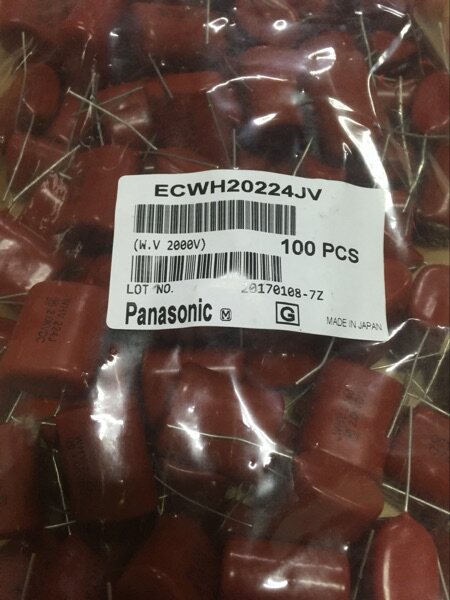 ECWH20224JV
(W.V 2000V)
100 PCS
LOT NO.
20170108-7Z
Panasonic M
G
MADE IN JAPAN